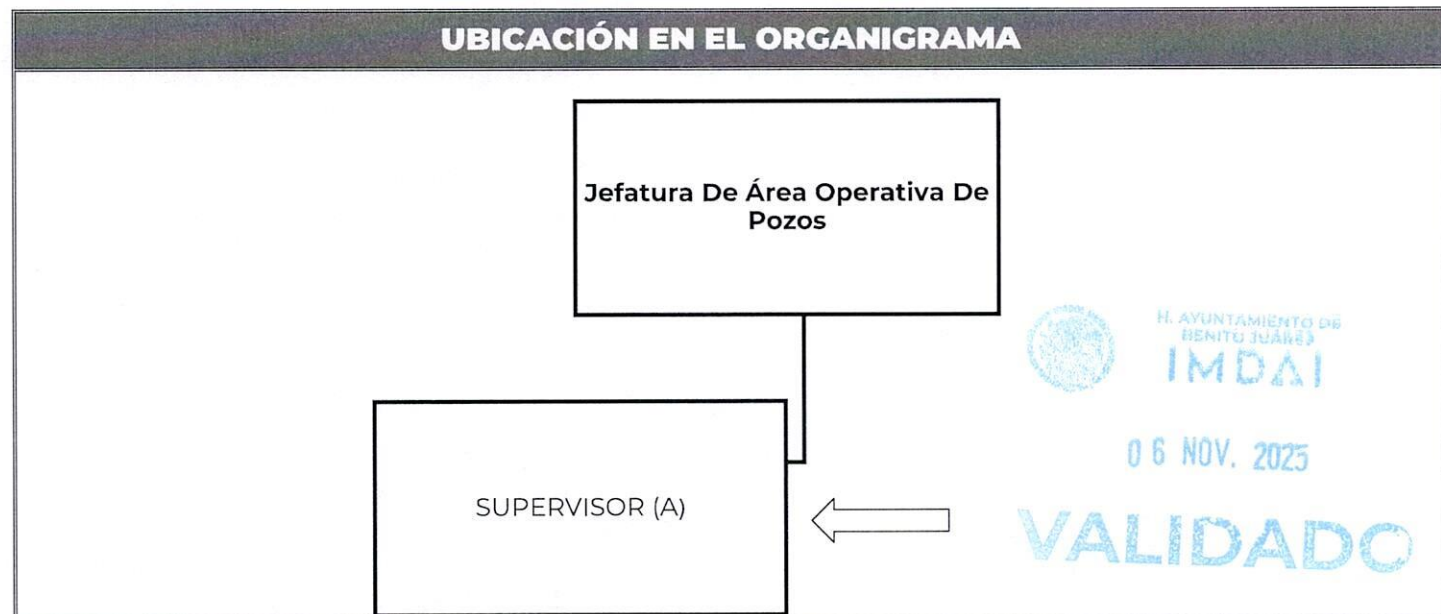 UBICACIÓN EN EL ORGANIGRAMA
Jefatura De Área Operativa De
Pozos
H. AYUNTAMIENTO DE
BENITO JUÁREZ
IMDAI
06 NOV. 2025
SUPERVISOR (A)
VALIDADO